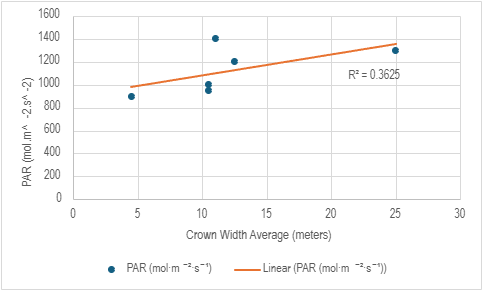 1600
1400
1200
1000
800
600
400
200
0
PAR (mol.m^ -2.s^ -2)
R² = 0.3625
0 5 10 15 20 25 30
Crown Width Average (meters)
PAR (mol·m ⁻²·s⁻¹) Linear (PAR (mol·m ⁻²·s⁻¹))